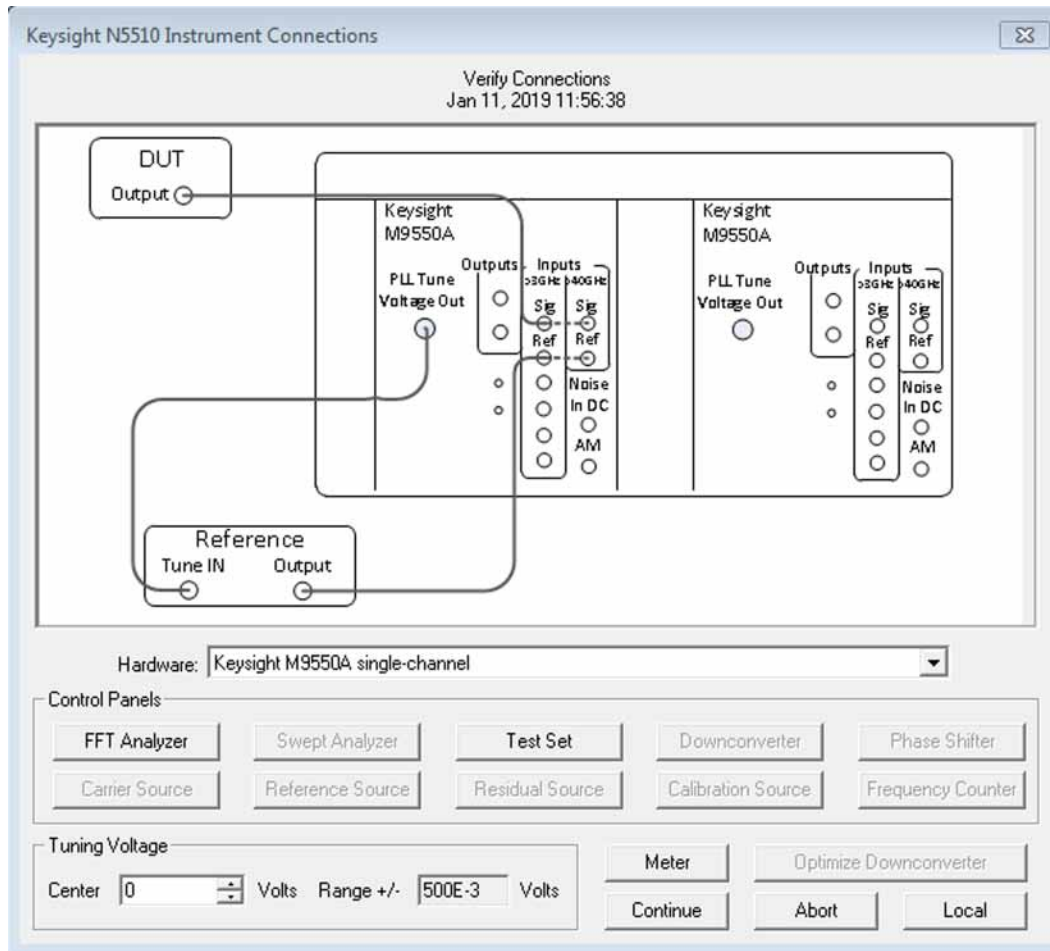 Keysight N5510 Instrument Connections
Verify Connections
Jan 11, 2019 11:56:38
DUT
Output
Keysight
M9550A
PLL Tune
Voltage Out
Outputs
Inputs
>3GHz >40GHz
Sig Sig
Ref Ref
Noise
In DC
AM
Keysight
M9550A
PLL Tune
Voltage Out
Outputs
Inputs
>3GHz >40GHz
Sig Sig
Ref Ref
Noise
In DC
AM
Reference
Tune IN Output
Hardware: Keysight M9550A single-channel
Control Panels
FFT Analyzer Swept Analyzer Test Set Downconverter Phase Shifter
Carrier Source Reference Source Residual Source Calibration Source Frequency Counter
Tuning Voltage
Center 0 Volts Range +/- 500E-3 Volts
Meter Optimize Downconverter
Continue Abort Local